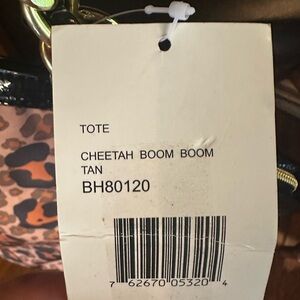 TOTE
CHEETAH BOOM BOOM
TAN
BH80120
7 62670 05320 4